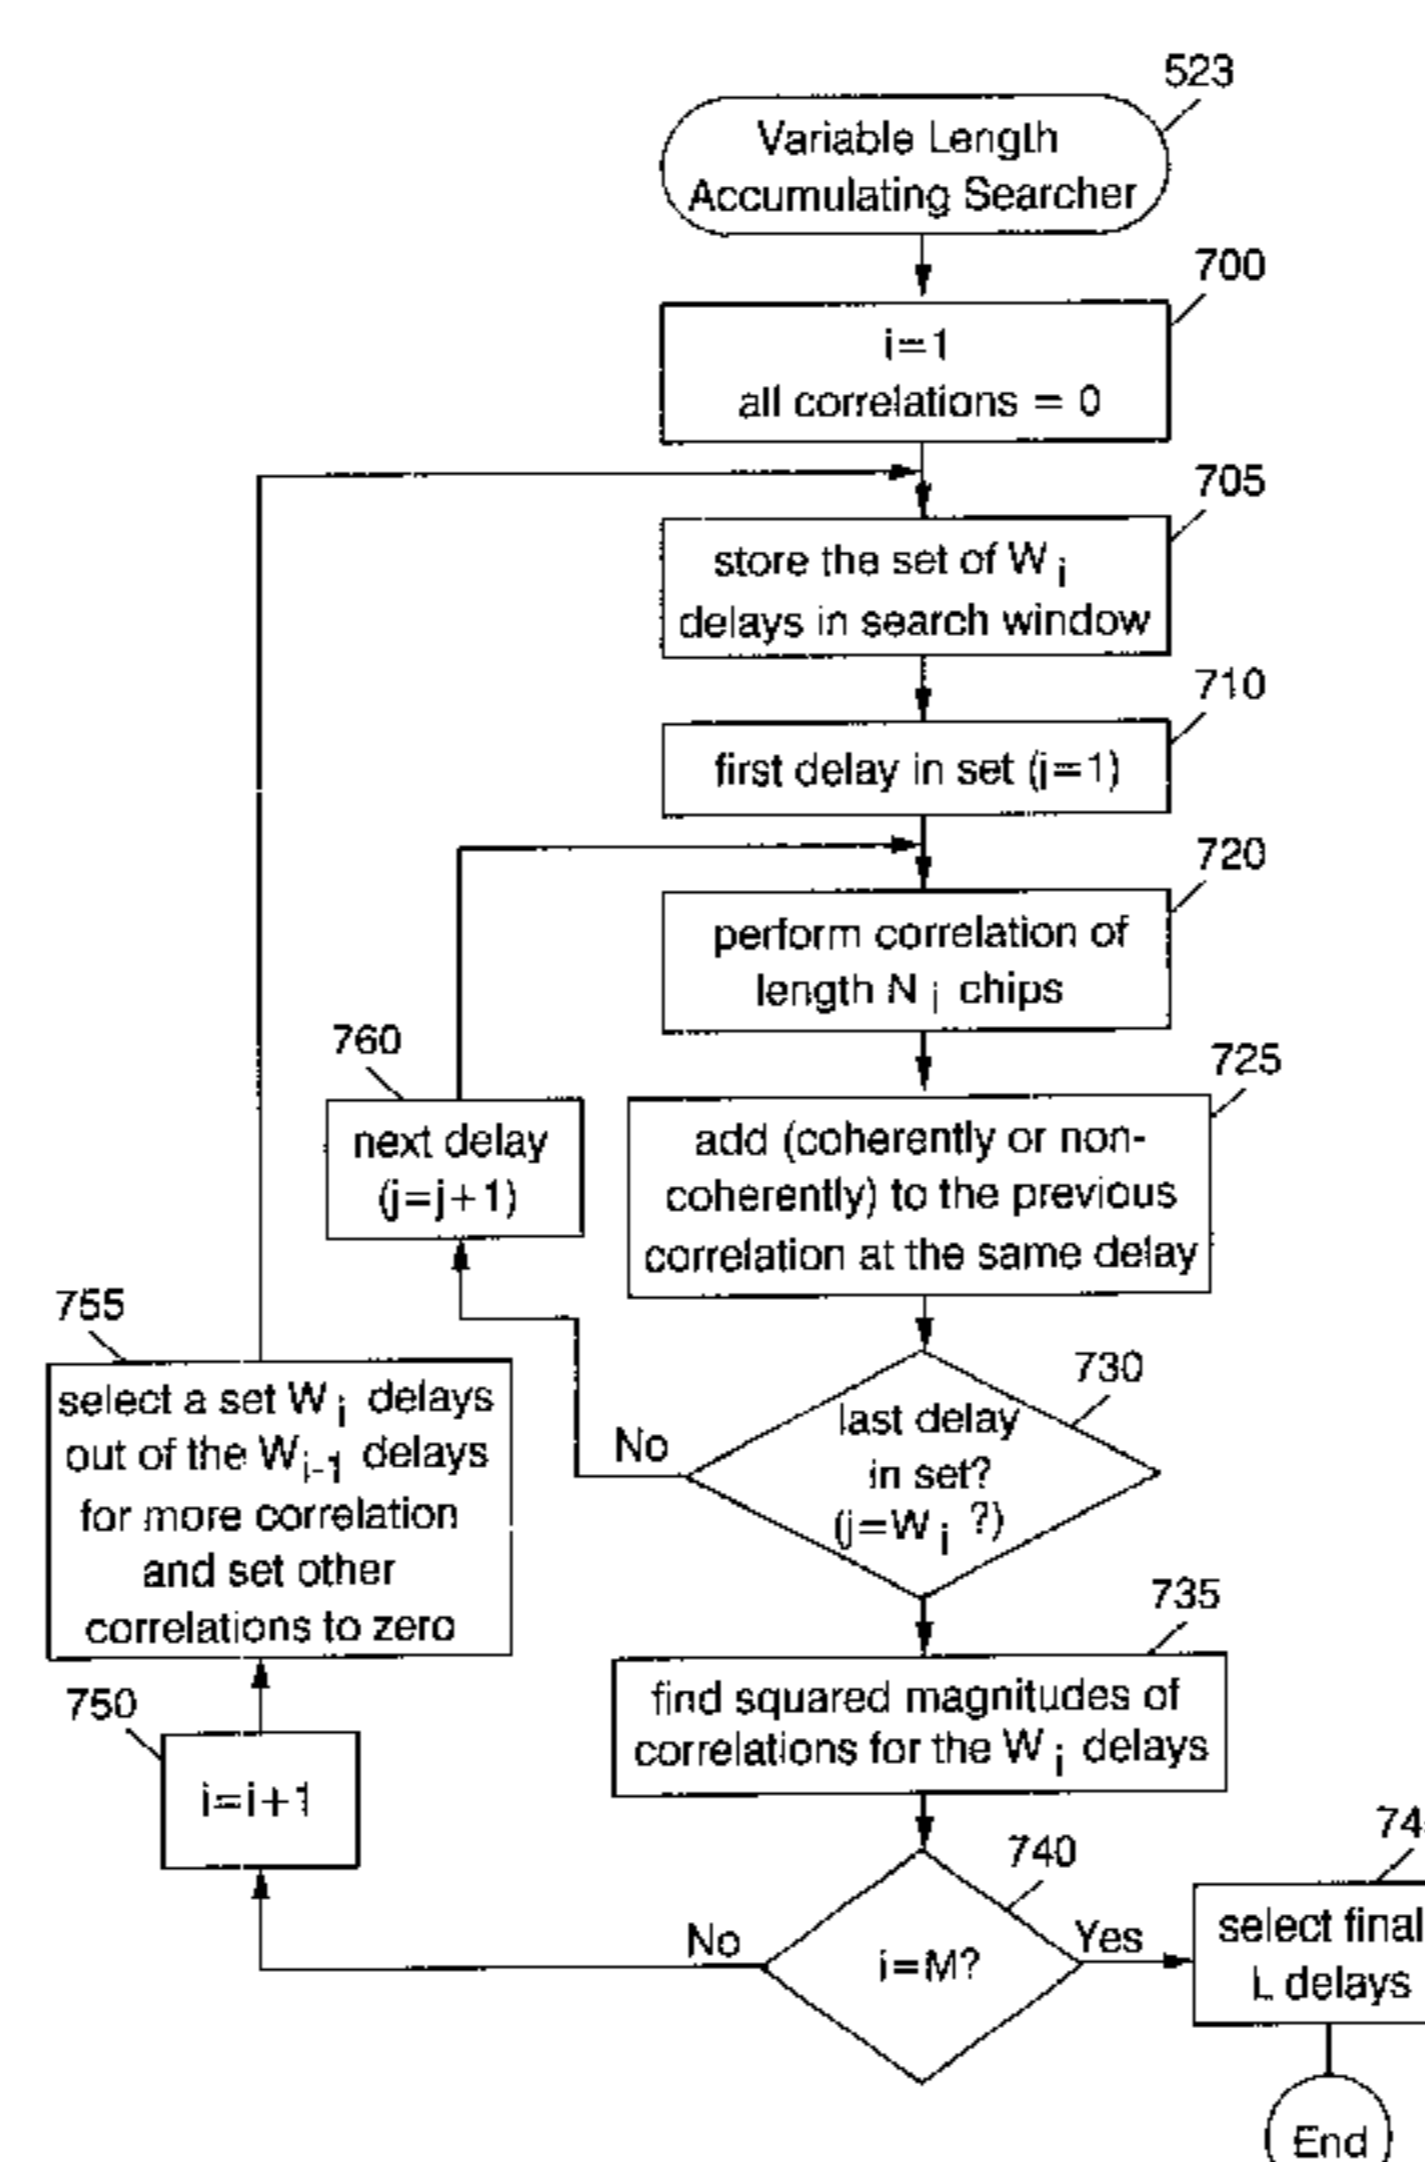 523
Variable Length
Accumulating Searcher
700
i=1
all correlations = 0
705
store the set of W i
delays in search window
710
first delay in set (j=1)
720
perform correlation of
length N i chips
760
next delay
(j=j+1)
725
add (coherently or non-
coherently) to the previous
correlation at the same delay
755
select a set W i delays
out of the W i-1 delays
for more correlation
and set other
correlations to zero
730
last delay
in set?
(j=W i ?)
No
735
find squared magnitudes of
correlations for the W i delays
750
i=i+1
740
i=M?
No
Yes
select final
L delays
End